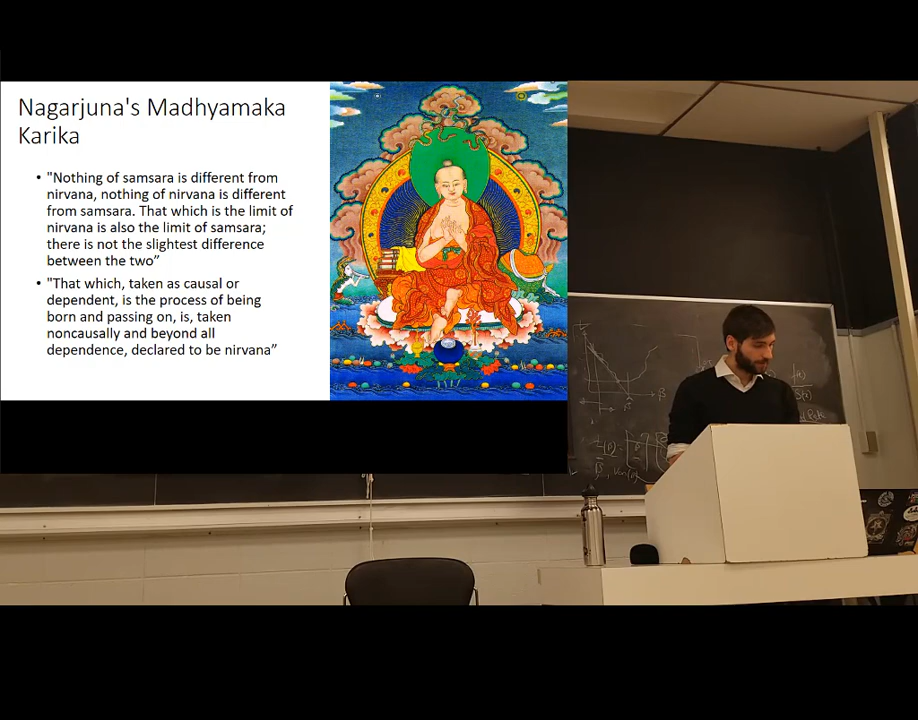 Nagarjuna's Madhyamaka
Karika
• "Nothing of samsara is different from
nirvana, nothing of nirvana is different
from samsara. That which is the limit of
nirvana is also the limit of samsara;
there is not the slightest difference
between the two”
• "That which, taken as causal or
dependent, is the process of being
born and passing on, is, taken
noncausally and beyond all
dependence, declared to be nirvana”